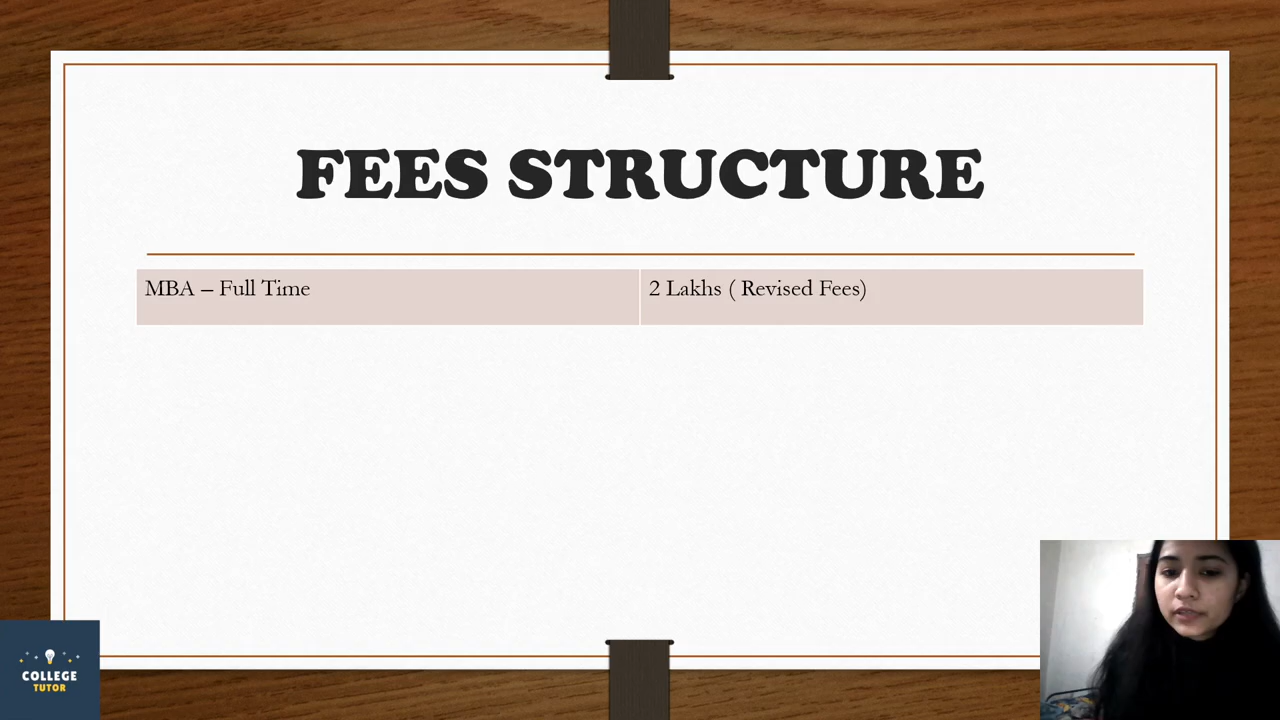 FEES STRUCTURE
MBA – Full Time
2 Lakhs ( Revised Fees)
COLLEGE
TUTOR